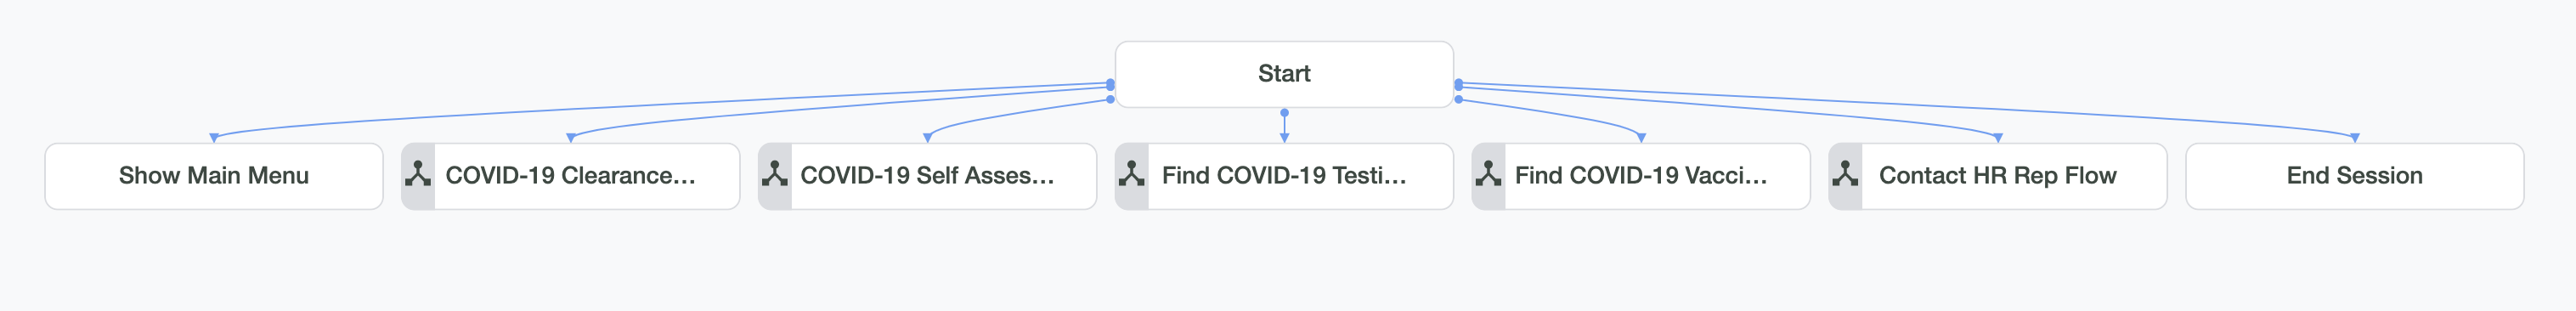 Start
Show Main Menu
COVID-19 Clearance...
COVID-19 Self Asses...
Find COVID-19 Testi...
Find COVID-19 Vacci...
Contact HR Rep Flow
End Session